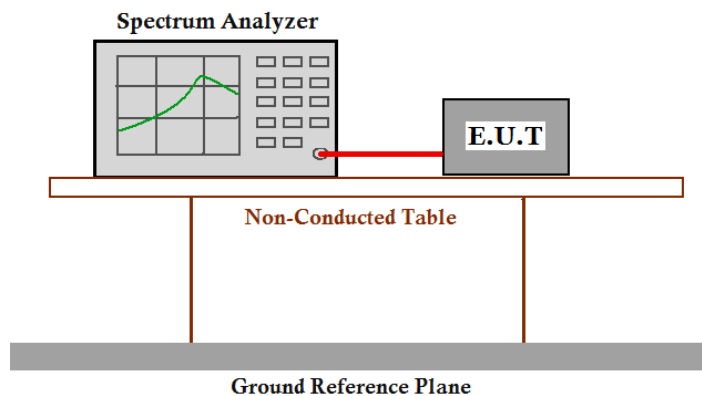 Spectrum Analyzer
E.U.T
Non-Conducted Table
Ground Reference Plane